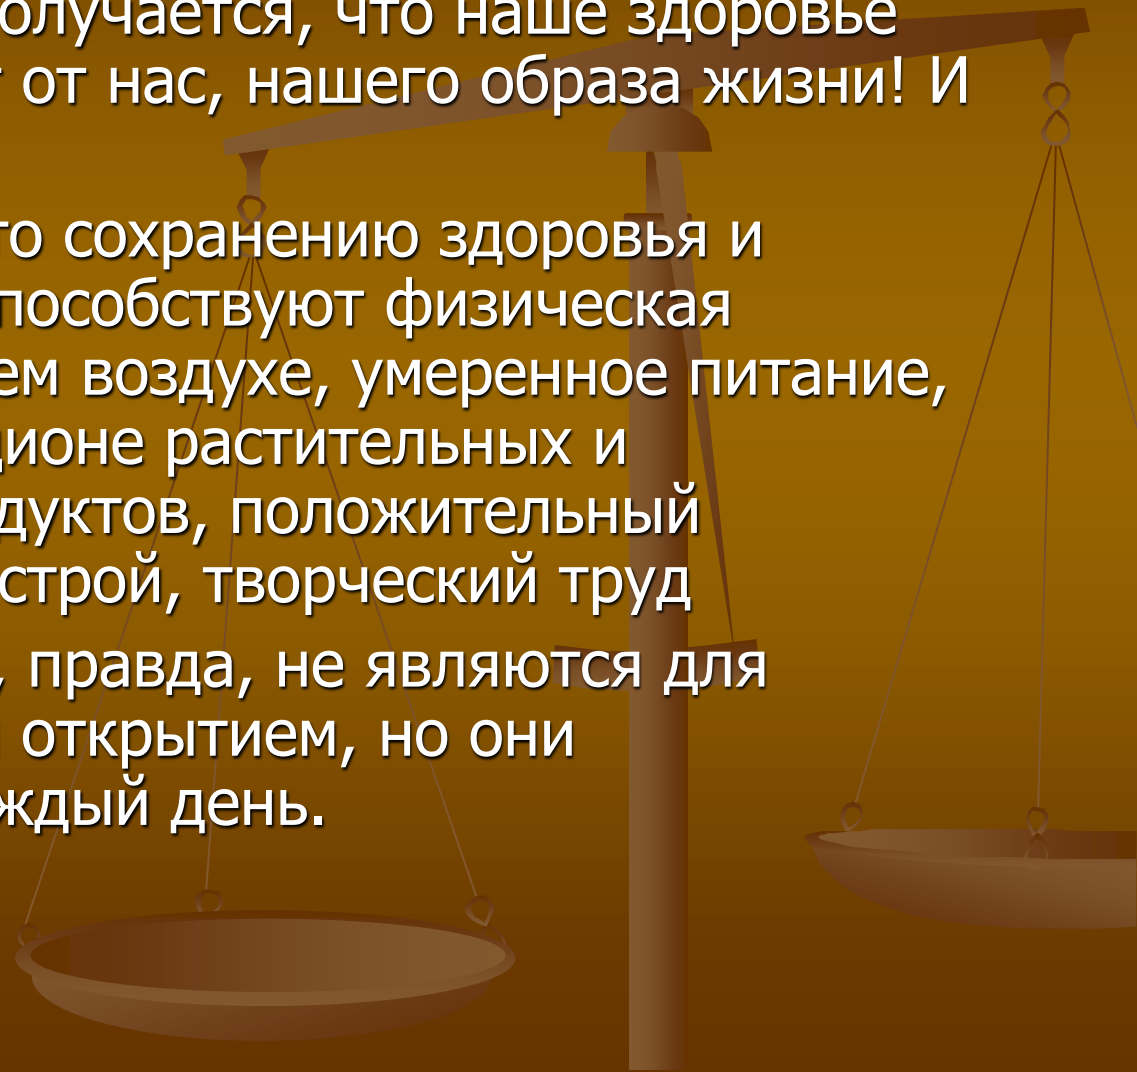 олучается, что наше здоровье
от нас, нашего образа жизни! И
то сохранению здоровья и
пособствуют физическая
ем воздухе, умеренное питание,
ционе растительных и
дуктов, положительный
строй, творческий труд
, правда, не являются для
открытием, но они
ждый день.